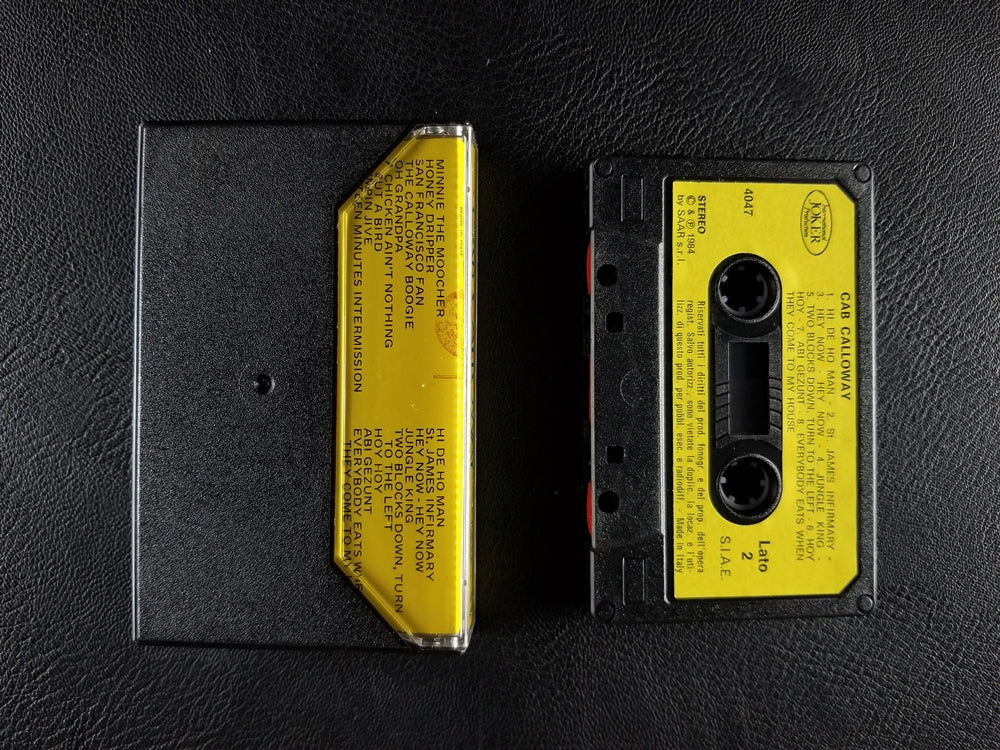 MINNIE THE MOOCHER
HONEY DRIPPER
SAN FRANCISCO FAN
THE CALLOWAY BOOGIE
OH GRANDPA
A CHICKEN AIN'T NOTHING
BUT A BIRD
JIVE
MINUTES INTERMISSION
HI DE HO MAN
St. JAMES INFIRMARY
HEY NOW - HEY NOW
JUNGLE KING
TWO BLOCKS DOWN, TURN
TO THE LEFT
HOY HOY
ABI GEZUNT
EVERYBODY EATS
THEY COME TO MY
International
JOKER
Production
4047
STEREO
© & ℗ 1984
by SAAR s.r.l.
CAB CALLOWAY
1. HI DE HO MAN - 2. St. JAMES INFIRMARY -
3. HEY NOW - HEY NOW - 4. JUNGLE KING -
5. TWO BLOCKS DOWN, TURN TO THE LEFT - 6. HOY
HOY - 7. ABI GEZUNT - 8. EVERYBODY EATS WHEN
THEY COME TO MY HOUSE
Lato
2
S.I.A.E.
Riservati tutti i diritti del prod. fonogr. e del prop. dell'opera
regist. Salvo autorizz., sono vietate la duplic. la locaz. e l'uti-
lizz. di questo prod. per pubbl. esec. e radiodiff. - Made in Italy